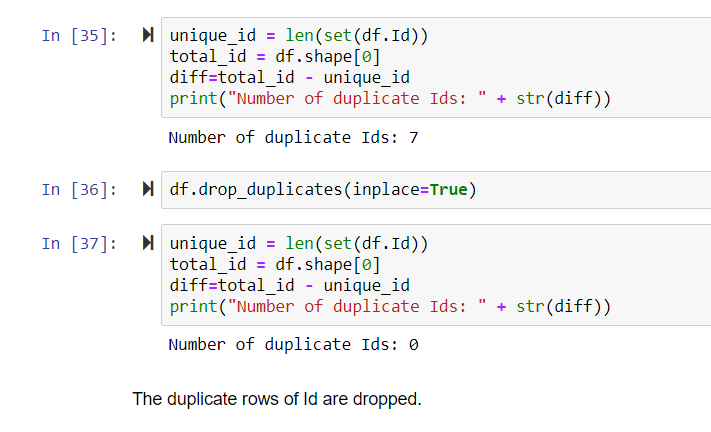 In [35]: unique_id = len(set(df.Id))
total_id = df.shape[0]
diff=total_id - unique_id
print("Number of duplicate Ids: " + str(diff))
Number of duplicate Ids: 7
In [36]: df.drop_duplicates(inplace=True)
In [37]: unique_id = len(set(df.Id))
total_id = df.shape[0]
diff=total_id - unique_id
print("Number of duplicate Ids: " + str(diff))
Number of duplicate Ids: 0
The duplicate rows of Id are dropped.